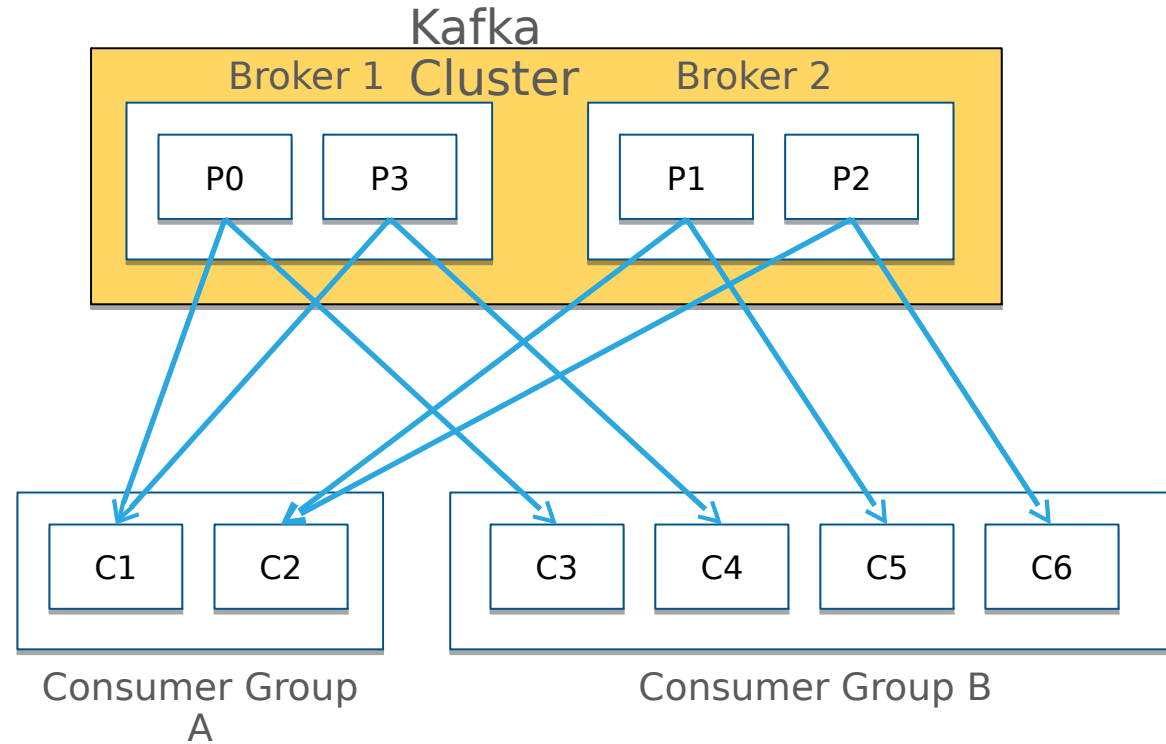 Kafka
Cluster
Broker 1
Broker 2
P0
P3
P1
P2
C1
C2
C3
C4
C5
C6
Consumer Group
A
Consumer Group B